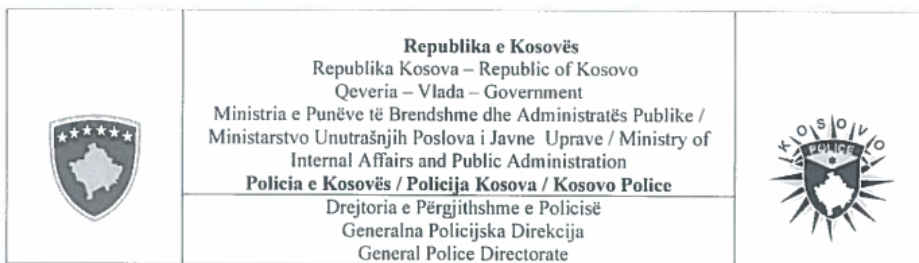 Republika e Kosovës
Republika Kosova – Republic of Kosovo
Qeveria – Vlada – Government
Ministria e Punëve të Brendshme dhe Administratës Publike /
Ministarstvo Unutrašnjih Poslova i Javne Uprave / Ministry of
Internal Affairs and Public Administration
Policia e Kosovës / Policija Kosova / Kosovo Police
Drejtoria e Përgjithshme e Policisë
Generalna Policijska Direkcija
General Police Directorate
KOSOVO
POLICE